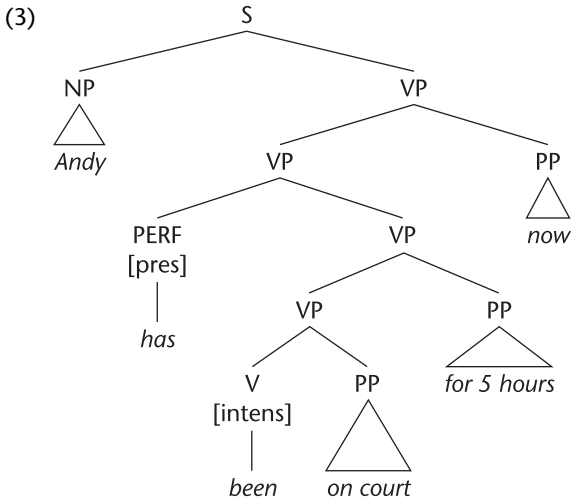 (3)
S
NP VP
Andy
VP PP
now
PERF VP
[pres]
has
VP PP
for 5 hours
V PP
[intens]
been on court